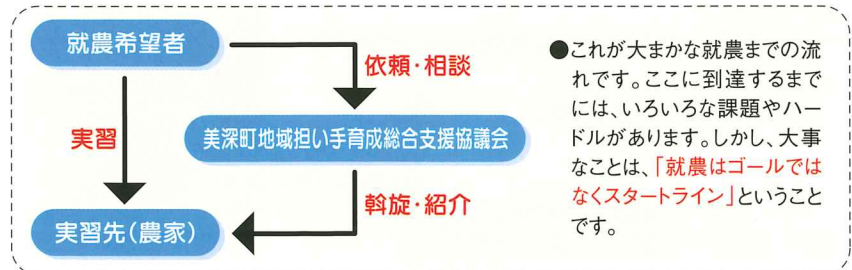 就農希望者
依頼・相談
実習
美深町地域担い手育成総合支援協議会
斡旋・紹介
実習先(農家)
●これが大まかな就農までの流
れです。ここに到達するまで
には、いろいろな課題やハー
ドルがあります。しかし、大事
なことは、「就農はゴールでは
なくスタートライン」ということ
です。